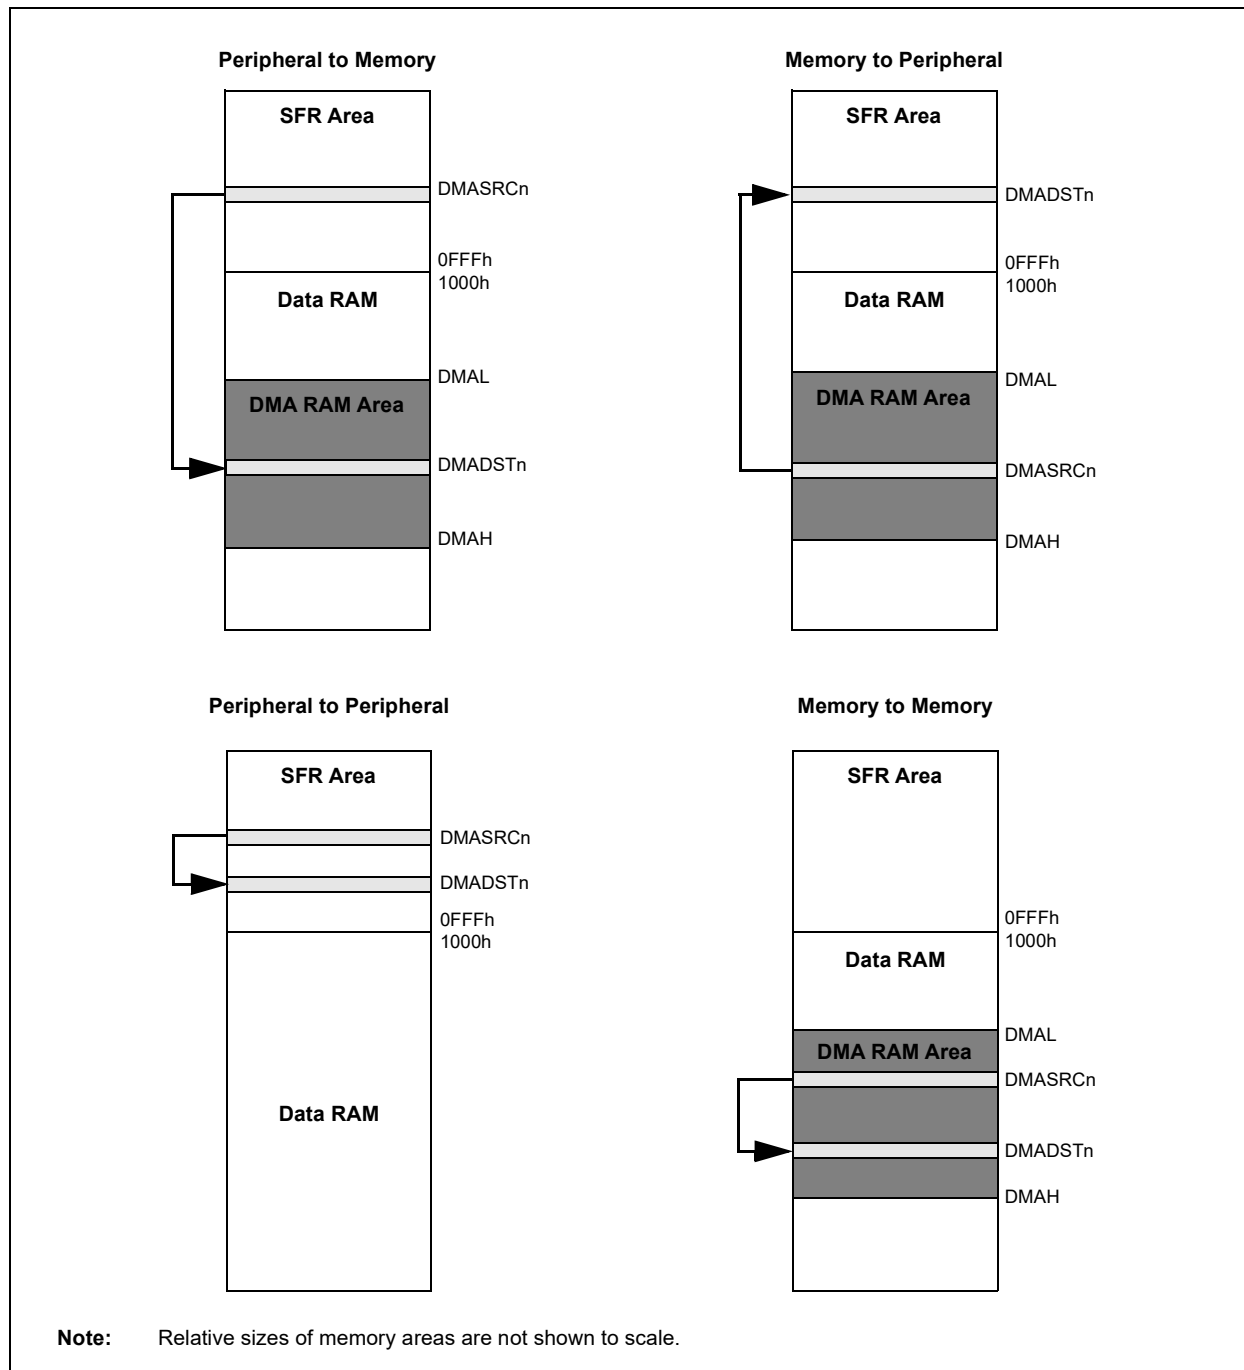 Peripheral to Memory
SFR Area
DMASRCn
0FFFh
1000h
Data RAM
DMAL
DMA RAM Area
DMADSTn
DMAH
Memory to Peripheral
SFR Area
DMADSTn
0FFFh
1000h
Data RAM
DMAL
DMA RAM Area
DMASRCn
DMAH
Peripheral to Peripheral
SFR Area
DMASRCn
DMADSTn
0FFFh
1000h
Data RAM
Memory to Memory
SFR Area
0FFFh
1000h
Data RAM
DMAL
DMA RAM Area
DMASRCn
DMADSTn
DMAH
Note: Relative sizes of memory areas are not shown to scale.